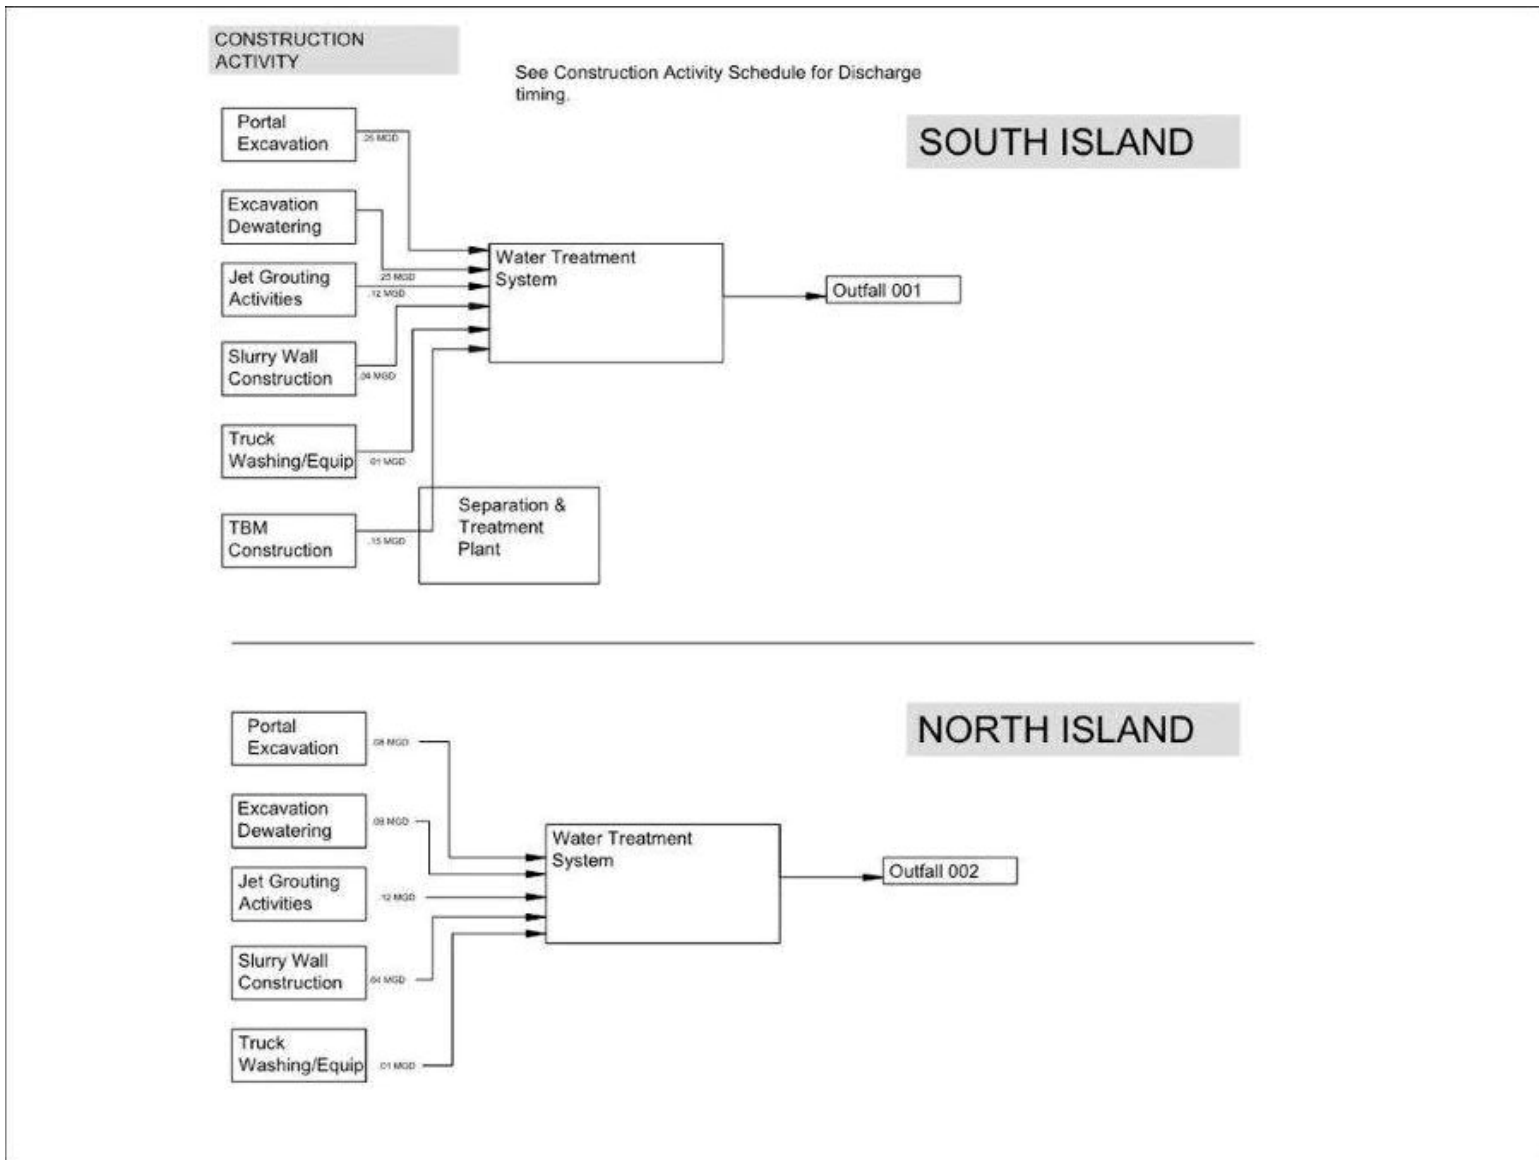 CONSTRUCTION
ACTIVITY
See Construction Activity Schedule for Discharge
timing.
SOUTH ISLAND
Portal
Excavation
.25 MGD
Excavation
Dewatering
.25 MGD
Jet Grouting
Activities
.12 MGD
Slurry Wall
Construction
.04 MGD
Truck
Washing/Equip
.01 MGD
TBM
Construction
.15 MGD
Separation &
Treatment
Plant
Water Treatment
System
Outfall 001
NORTH ISLAND
Portal
Excavation
.08 MGD
Excavation
Dewatering
.08 MGD
Jet Grouting
Activities
.12 MGD
Slurry Wall
Construction
.04 MGD
Truck
Washing/Equip
.01 MGD
Water Treatment
System
Outfall 002